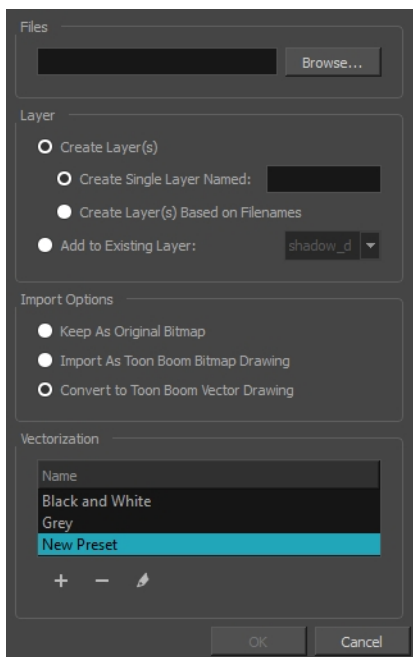 Files
Browse...
Layer
Create Layer(s)
Create Single Layer Named:
Create Layer(s) Based on Filenames
Add to Existing Layer: shadow_d
Import Options
Keep As Original Bitmap
Import As Toon Boom Bitmap Drawing
Convert to Toon Boom Vector Drawing
Vectorization
Name
Black and White
Grey
New Preset
OK Cancel